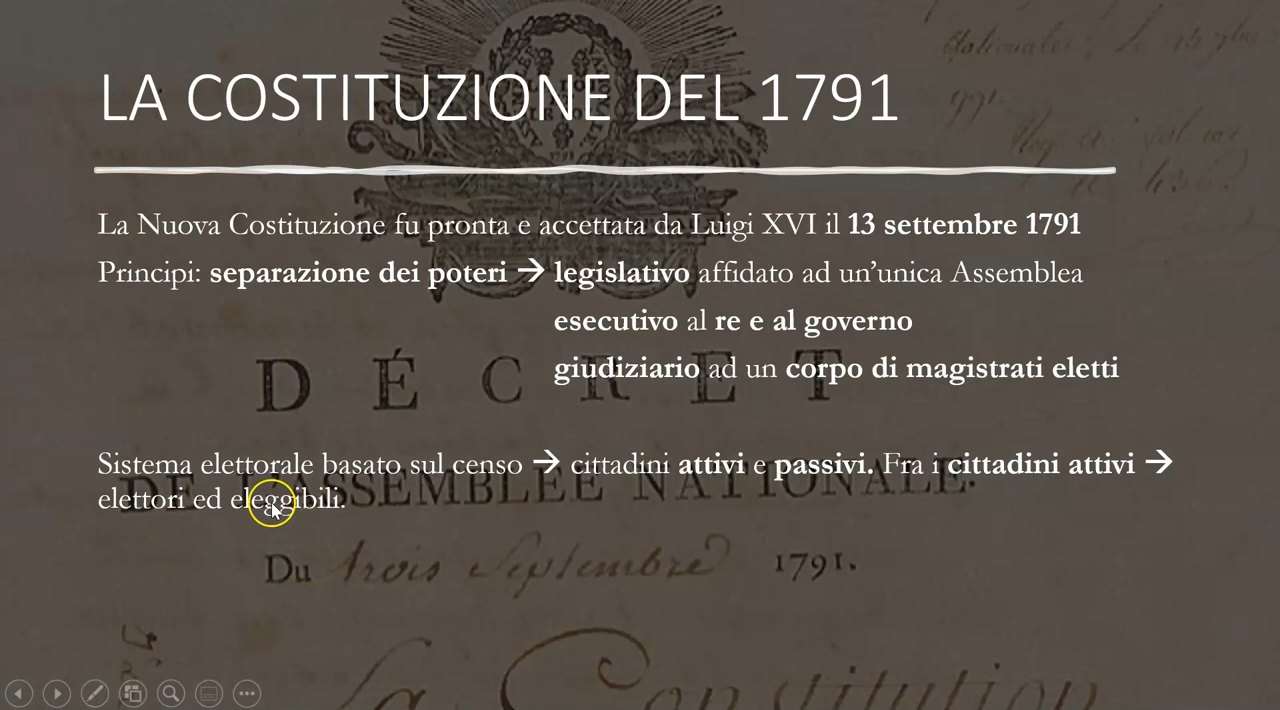 LA COSTITUZIONE DEL 1791
La Nuova Costituzione fu pronta e accettata da Luigi XVI il 13 settembre 1791
Principi: separazione dei poteri → legislativo affidato ad un’unica Assemblea
esecutivo al re e al governo
giudiziario ad un corpo di magistrati eletti
DÉCRET
Sistema elettorale basato sul censo → cittadini attivi e passivi. Fra i cittadini attivi →
elettori ed eleggibili.
DE L'ASSEMBLÉE NATIONALE.
Du trois Septembre 1791.
La Constitution